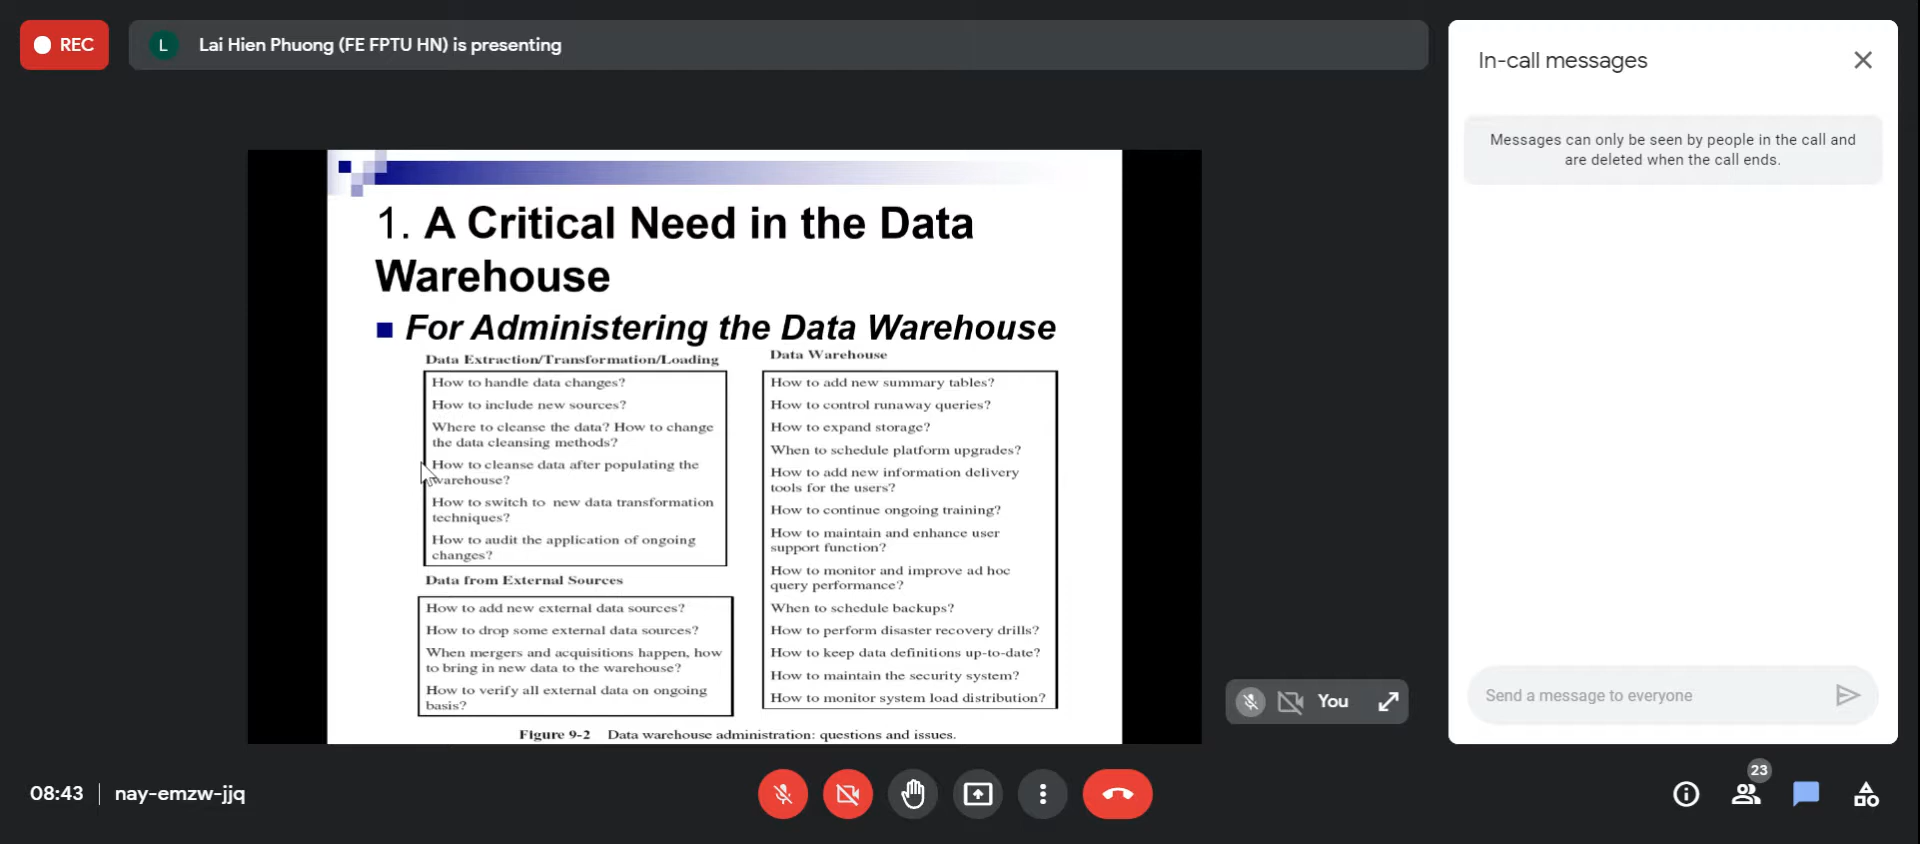 REC
L
Lai Hien Phuong (FE FPTU HN) is presenting
1. A Critical Need in the Data
Warehouse
For Administering the Data Warehouse
Data Extraction/Transformation/Loading
How to handle data changes?
How to include new sources?
Where to cleanse the data? How to change
the data cleansing methods?
How to cleanse data after populating the
warehouse?
How to switch to new data transformation
techniques?
How to audit the application of ongoing
changes?
Data from External Sources
How to add new external data sources?
How to drop some external data sources?
When mergers and acquisitions happen, how
to bring in new data to the warehouse?
How to verify all external data on ongoing
basis?
Data Warehouse
How to add new summary tables?
How to control runaway queries?
How to expand storage?
When to schedule platform upgrades?
How to add new information delivery
tools for the users?
How to continue ongoing training?
How to maintain and enhance user
support function?
How to monitor and improve ad hoc
query performance?
When to schedule backups?
How to perform disaster recovery drills?
How to keep data definitions up-to-date?
How to maintain the security system?
How to monitor system load distribution?
Figure 9-2 Data warehouse administration: questions and issues.
You
In-call messages
Messages can only be seen by people in the call and
are deleted when the call ends.
Send a message to everyone
08:43
nay-emzw-jjq
23